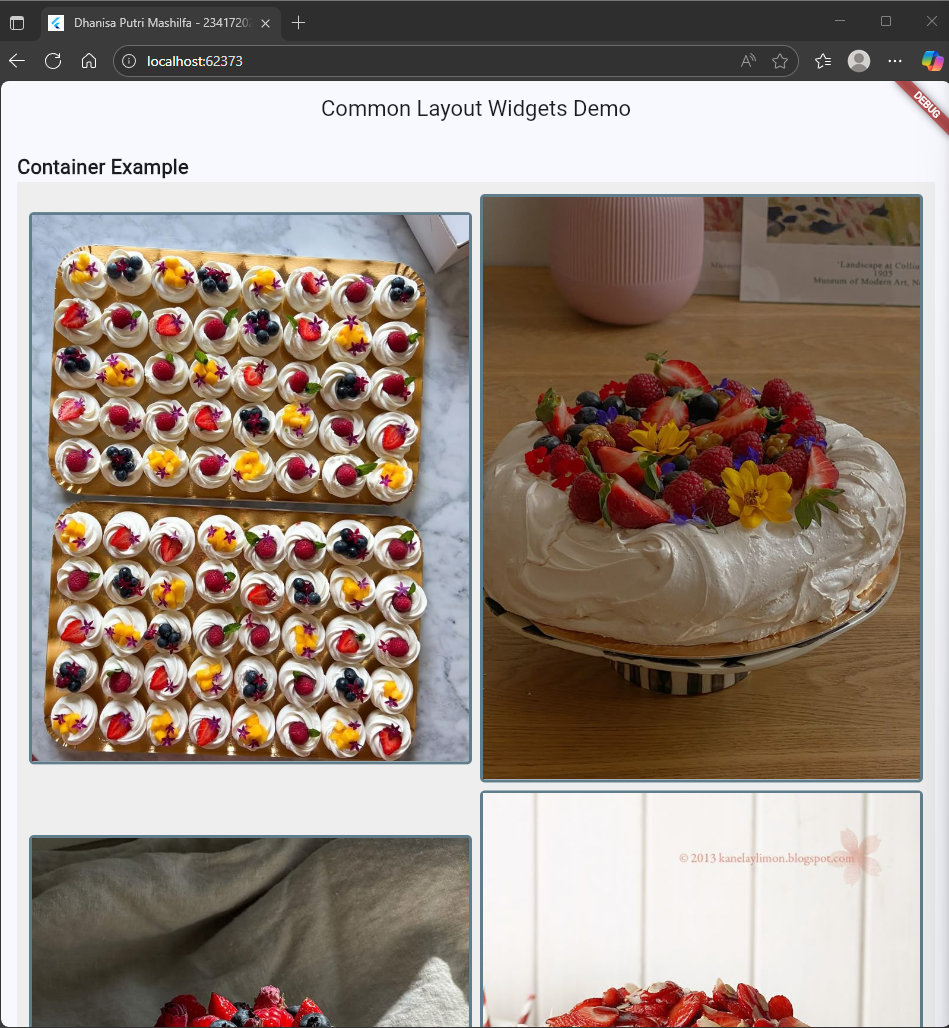 Dhanisa Putri Mashilfa - 2341720
localhost:62373
Common Layout Widgets Demo
DEBUG
Container Example
'Landscape at Colliu
1905
Museum of Modern Art, N
© 2013 kanelaylimon.blogspot.com